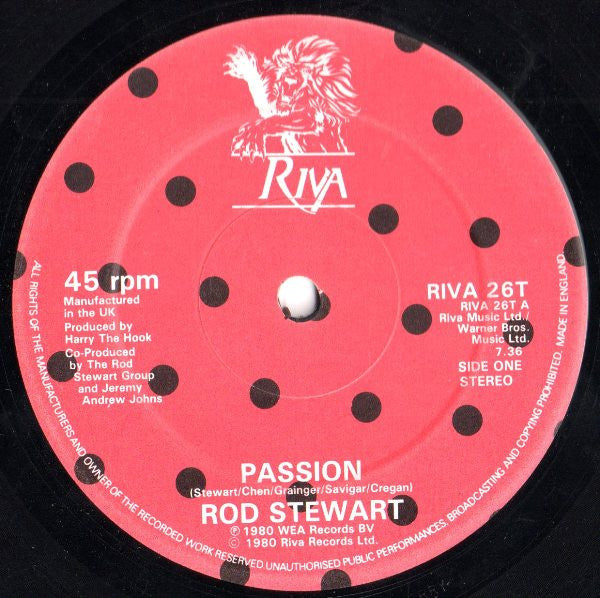 RIVA
45 rpm
Manufactured
in the UK
Produced by
Harry The Hook
Co-Produced
by The Rod
Stewart Group
and Jeremy
Andrew Johns
RIVA 26T
RIVA 26T A
Riva Music Ltd./
Warner Bros.
Music Ltd.
7.36
SIDE ONE
STEREO
PASSION
(Stewart/Chen/Grainger/Savigar/Cregan)
ROD STEWART
℗ 1980 WEA Records BV
© 1980 Riva Records Ltd.
ALL RIGHTS OF THE MANUFACTURERS AND OWNER OF THE RECORDED WORK RESERVED. UNAUTHORISED PUBLIC PERFORMANCES, BROADCASTING AND COPYING PROHIBITED. MADE IN ENGLAND